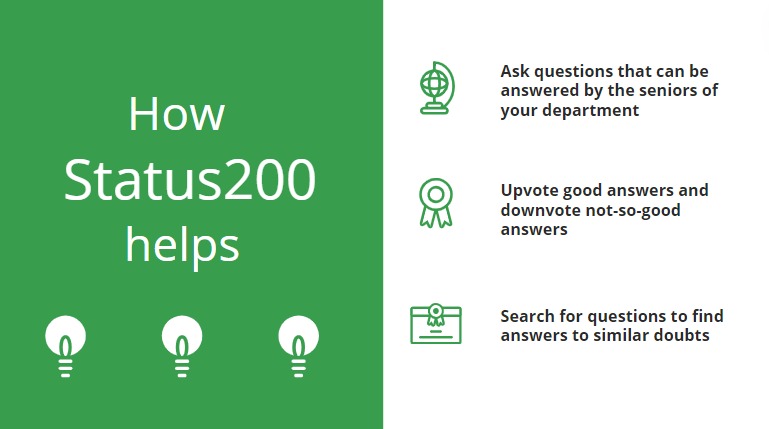 How
Status200
helps
Ask questions that can be
answered by the seniors of
your department
Upvote good answers and
downvote not-so-good
answers
Search for questions to find
answers to similar doubts